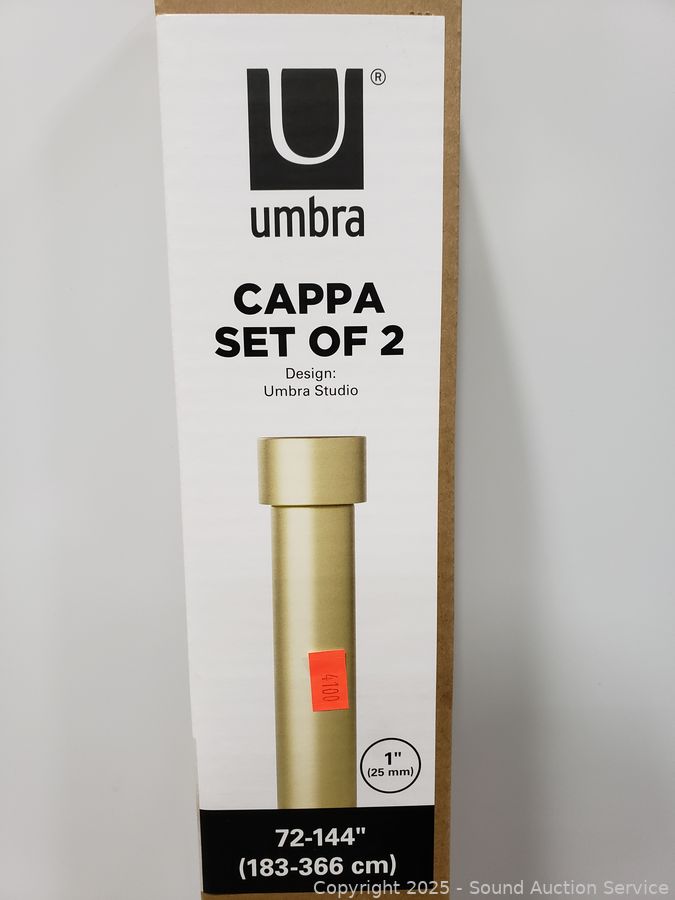 U®
umbra
CAPPA
SET OF 2
Design:
Umbra Studio
4100
1"
(25 mm)
72-144"
(183-366 cm)
Copyright 2025 - Sound Auction Service